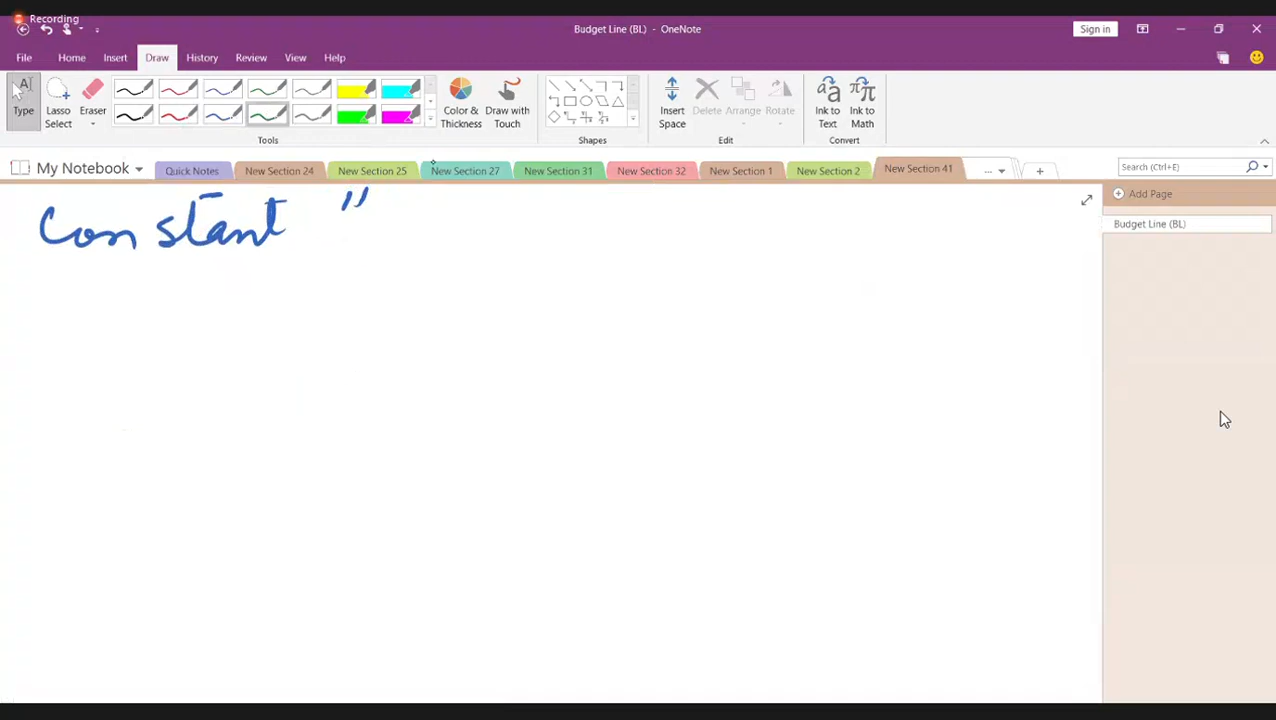 Recording
Budget Line (BL) - OneNote
Sign in
File Home Insert Draw History Review View Help
Type
Lasso Select
Eraser
Color & Thickness
Draw with Touch
Insert Space
Delete
Arrange
Rotate
Ink to Text
Ink to Math
Tools
Shapes
Edit
Convert
My Notebook
Quick Notes
New Section 24
New Section 25
New Section 27
New Section 31
New Section 32
New Section 1
New Section 2
New Section 41
...
Search (Ctrl+E)
Add Page
Budget Line (BL)
Constant "